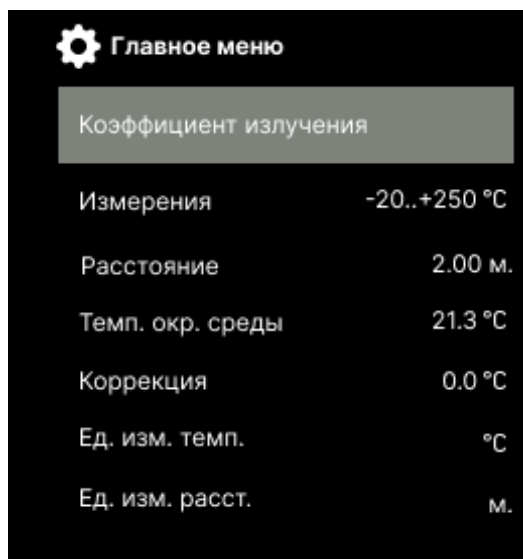 Главное меню
Коэффициент излучения
Измерения -20..+250 °C
Расстояние 2.00 м.
Темп. окр. среды 21.3 °C
Коррекция 0.0 °C
Ед. изм. темп. °C
Ед. изм. расст. м.